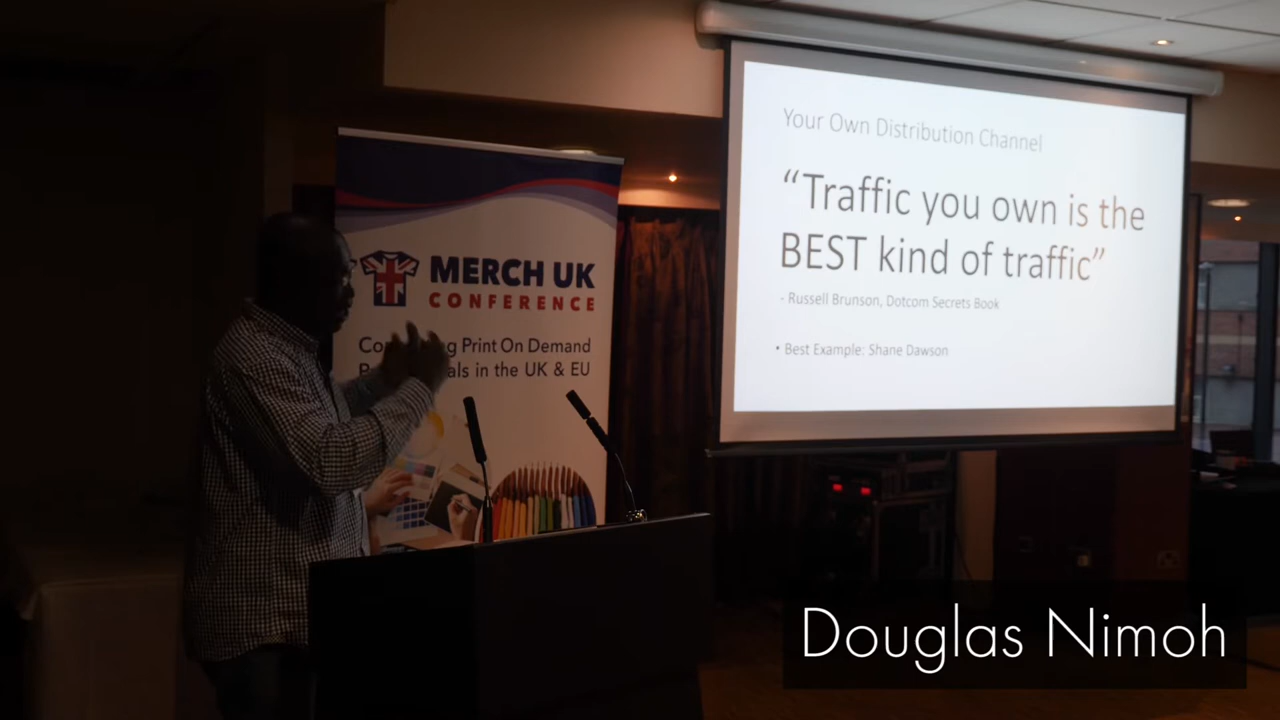 Your Own Distribution Channel
“Traffic you own is the
BEST kind of traffic”
- Russell Brunson, Dotcom Secrets Book
• Best Example: Shane Dawson
MERCH UK
CONFERENCE
Print On Demand
in the UK & EU
Douglas Nimoh